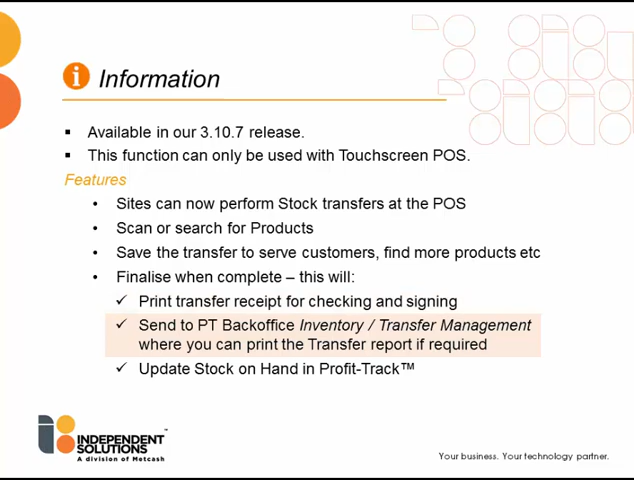 Information
Available in our 3.10.7 release.
This function can only be used with Touchscreen POS.
Features
Sites can now perform Stock transfers at the POS
Scan or search for Products
Save the transfer to serve customers, find more products etc
Finalise when complete – this will:
Print transfer receipt for checking and signing
Send to PT Backoffice Inventory / Transfer Management
where you can print the Transfer report if required
Update Stock on Hand in Profit-Track™
INDEPENDENT
SOLUTIONS™
A division of Metcash
Your business. Your technology partner.